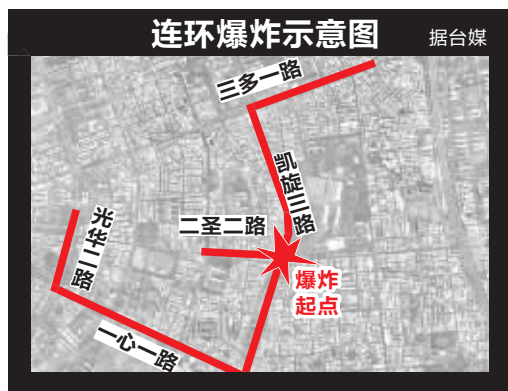 连环爆炸示意图
据台媒
三多一路
凯旋三路
二圣二路
光华二路
爆炸
起点
一心一路